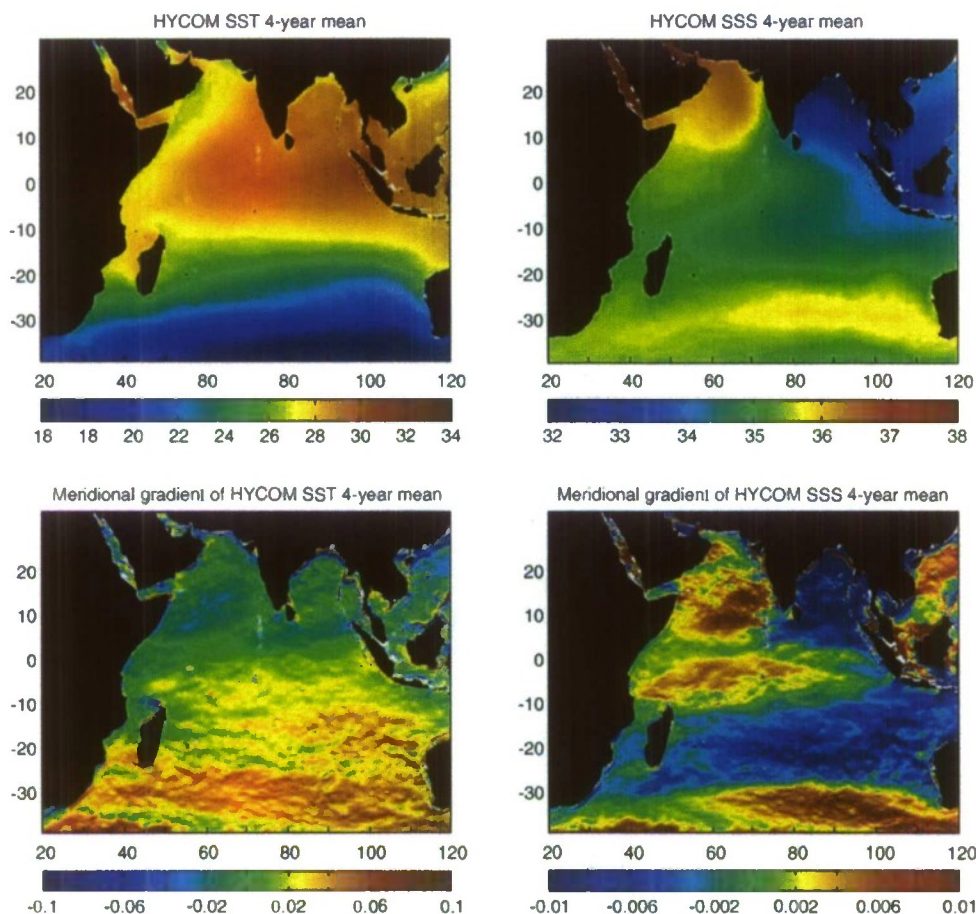 HYCOM SST 4-year mean
20
10
0
-10
-20
-30
20 40 60 80 100 120
18 18 20 22 24 26 28 30 32 34
HYCOM SSS 4-year mean
20
10
0
-10
-20
-30
20 40 60 80 100 120
32 33 34 35 36 37 38
Meridional gradient of HYCOM SST 4-year mean
20
10
0
-10
-20
-30
20 40 60 80 100 120
-0.1 -0.06 -0.02 0.02 0.06 0.1
Meridional gradient of HYCOM SSS 4-year mean
20
10
0
-10
-20
-30
20 40 60 80 100 120
-0.01 -0.006 -0.002 0.002 0.006 0.01